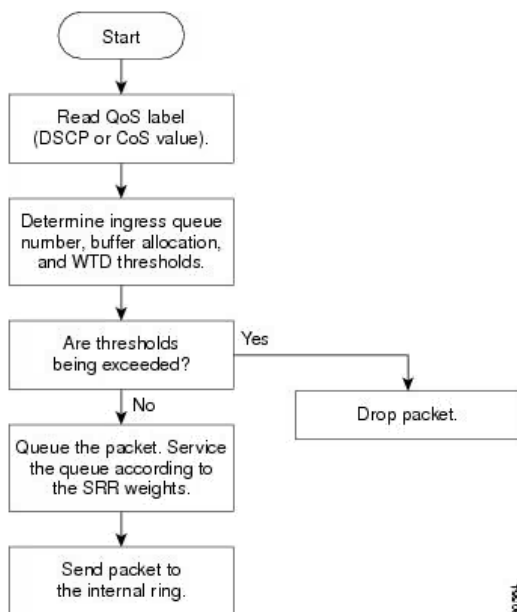 Start
Read QoS label
(DSCP or CoS value).
Determine ingress queue
number, buffer allocation,
and WTD thresholds.
Are thresholds
being exceeded?
Yes
No
Drop packet.
Queue the packet. Service
the queue according to
the SRR weights.
Send packet to
the internal ring.